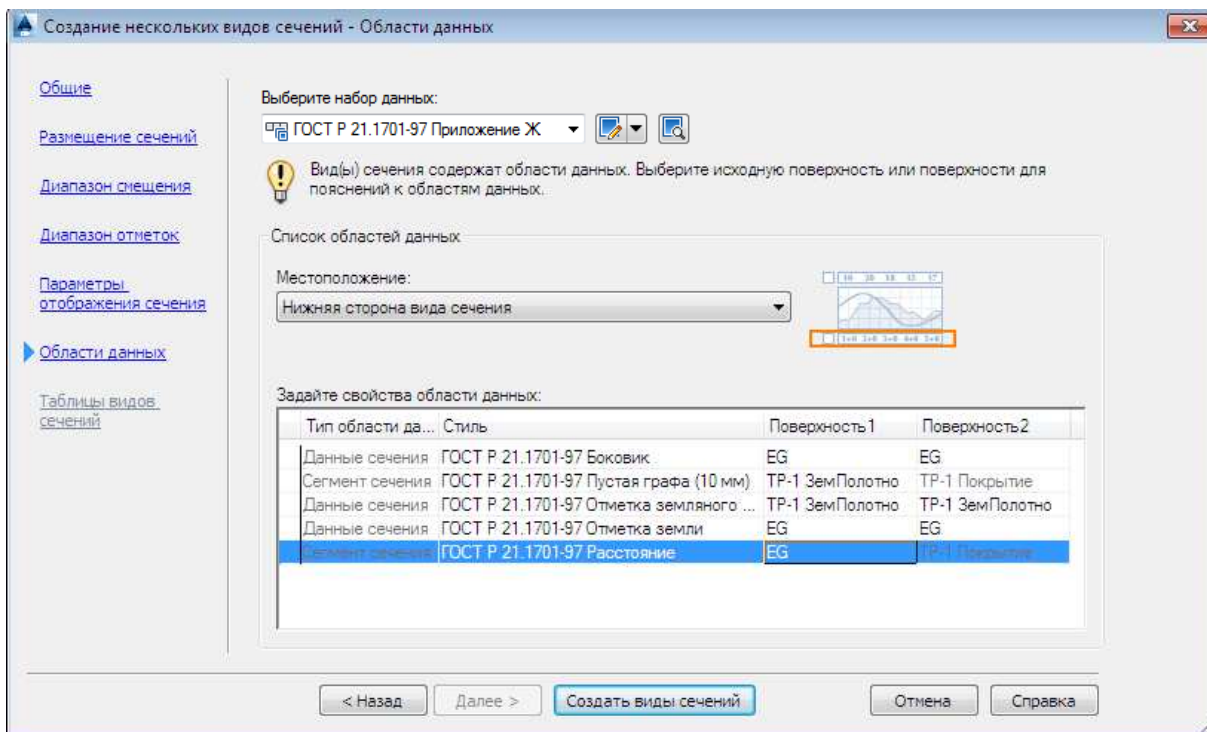 Создание нескольких видов сечений - Области данных
Общие
Размещение сечений
Диапазон смещения
Диапазон отметок
Параметры
отображения сечения
Области данных
Таблицы видов
сечений
Выберите набор данных:
ГОСТ Р 21.1701-97 Приложение Ж
Вид(ы) сечения содержат области данных. Выберите исходную поверхность или поверхности для
пояснений к областям данных.
Список областей данных
Местоположение:
Нижняя сторона вида сечения
Задайте свойства области данных:
Тип области да... Стиль Поверхность1 Поверхность2
Данные сечения ГОСТ Р 21.1701-97 Боковик EG EG
Сегмент сечения ГОСТ Р 21.1701-97 Пустая графа (10 мм) ТР-1 ЗемПолотно ТР-1 Покрытие
Данные сечения ГОСТ Р 21.1701-97 Отметка земляного ... ТР-1 ЗемПолотно ТР-1 ЗемПолотно
Данные сечения ГОСТ Р 21.1701-97 Отметка земли EG EG
Сегмент сечения ГОСТ Р 21.1701-97 Расстояние EG ТР-1 Покрытие
< Назад Далее > Создать виды сечений Отмена Справка